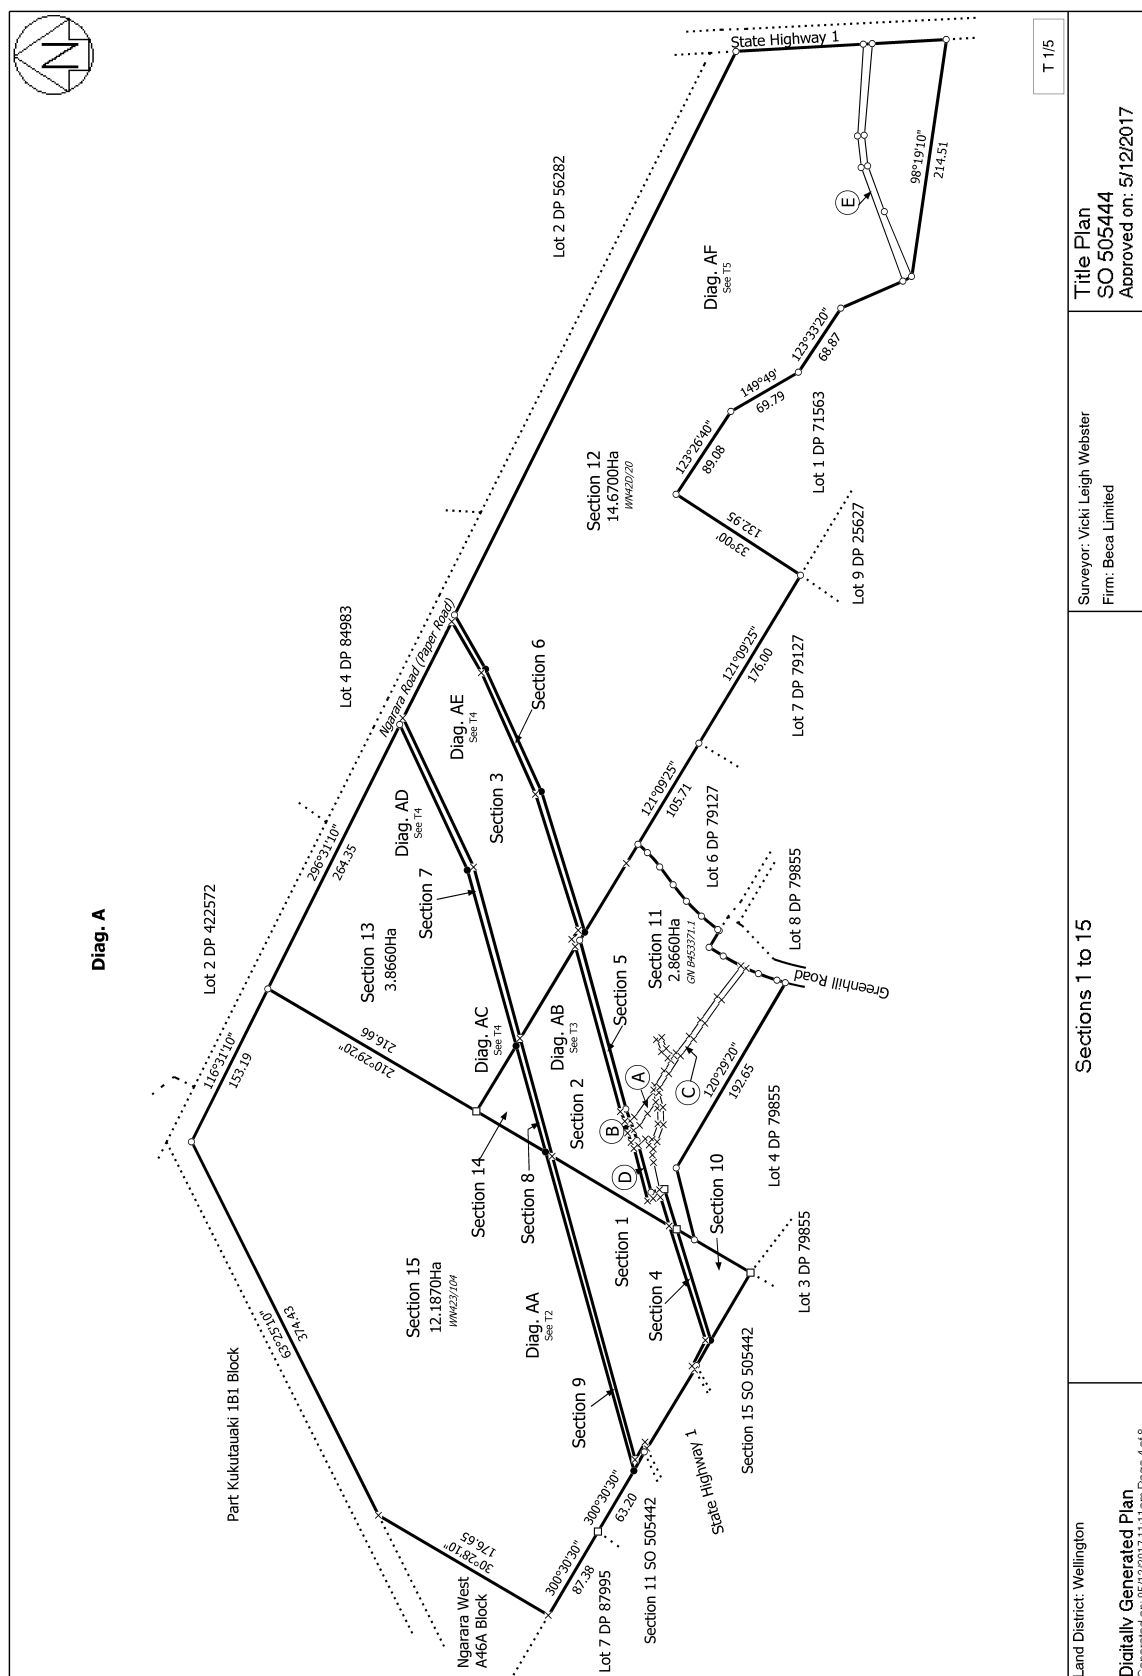 N
Diag. A
T 1/5
State Highway 1
Lot 2 DP 56282
98°19'10"
214.51
E
Diag. AF
See T5
123°33'20"
68.87
149°49'
69.79
123°26'40"
89.08
Lot 1 DP 71563
Section 12
14.6700Ha
WN42D/20
33°00'
132.95
Lot 9 DP 25627
Lot 4 DP 84983
Ngarara Road (Paper Road)
Section 6
Diag. AE
See T4
121°09'25"
176.00
Lot 7 DP 79127
Section 3
Diag. AD
See T4
121°09'25"
105.71
Lot 6 DP 79127
296°31'10"
264.35
Section 7
Lot 2 DP 422572
Section 13
3.8660Ha
Section 11
2.8660Ha
GN B453371.1
Lot 8 DP 79855
Greenhill Road
Section 5
Diag. AC
See T4
Diag. AB
See T3
116°31'10"
153.19
210°29'20"
216.66
A
B
C
D
120°29'20"
192.65
Section 2
Lot 4 DP 79855
Section 14
Section 8
Section 10
Section 1
Lot 3 DP 79855
Section 15
12.1870Ha
WN423/104
Diag. AA
See T2
Section 4
63°25'10"
374.43
Part Kukutauaki 1B1 Block
Section 9
Section 15 SO 505442
State Highway 1
300°30'30"
63.20
Section 11 SO 505442
30°28'10"
176.65
300°30'30"
87.38
Lot 7 DP 87995
Ngarara West
A46A Block
Land District: Wellington
Digitally Generated Plan
Sections 1 to 15
Surveyor: Vicki Leigh Webster
Firm: Beca Limited
Title Plan
SO 505444
Approved on: 5/12/2017